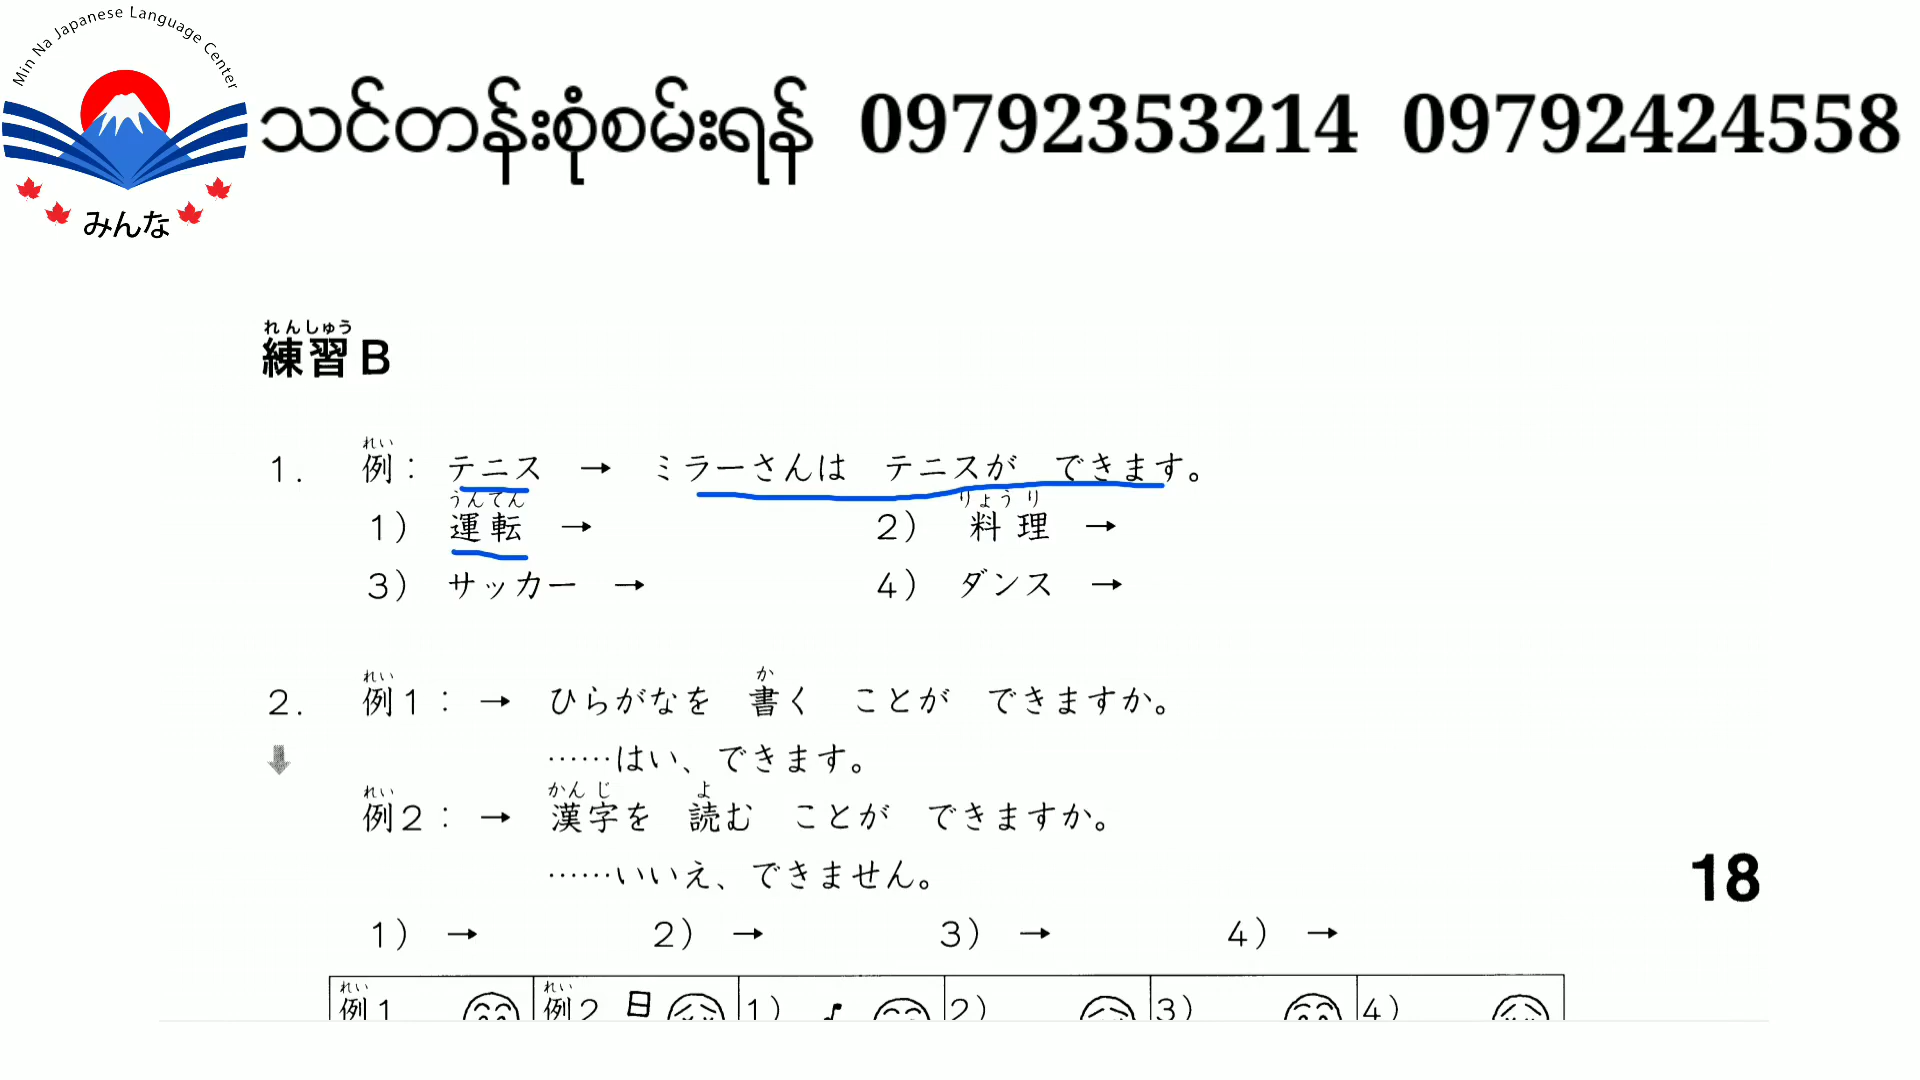 Min Na Japanese Language Center
みんな
သင်တန်းစုံစမ်းရန် 09792353214 09792424558
れんしゅう
練習B
れい
1. 例： テニス → ミラーさんは テニスが できます。
うんてん りょうり
1） 運転 → 2） 料理 →
3） サッカー → 4） ダンス →
れい か
2. 例1： → ひらがなを 書く ことが できますか。
……はい、できます。
れい かんじ よ
例2： → 漢字を 読む ことが できますか。
……いいえ、できません。
18
1） → 2） → 3） → 4） →
れい れい
例1 例2 日 1） 2） 3） 4）